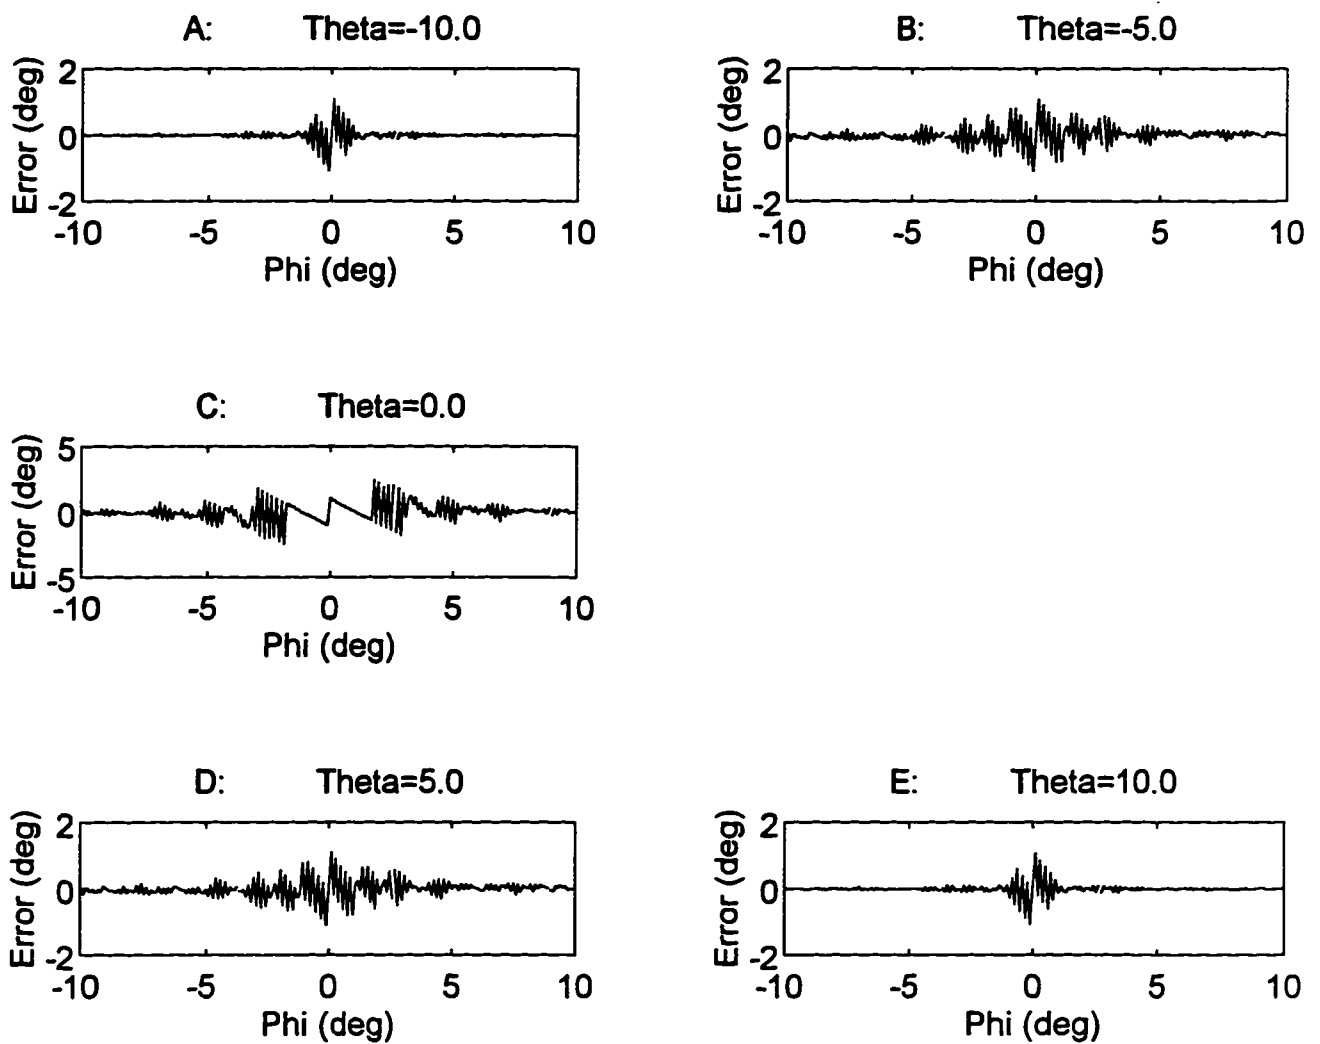 A: Theta=-10.0
Error (deg)
2
0
-2
-10 -5 0 5 10
Phi (deg)
B: Theta=-5.0
Error (deg)
2
0
-2
-10 -5 0 5 10
Phi (deg)
C: Theta=0.0
Error (deg)
5
0
-5
-10 -5 0 5 10
Phi (deg)
D: Theta=5.0
Error (deg)
2
0
-2
-10 -5 0 5 10
Phi (deg)
E: Theta=10.0
Error (deg)
2
0
-2
-10 -5 0 5 10
Phi (deg)